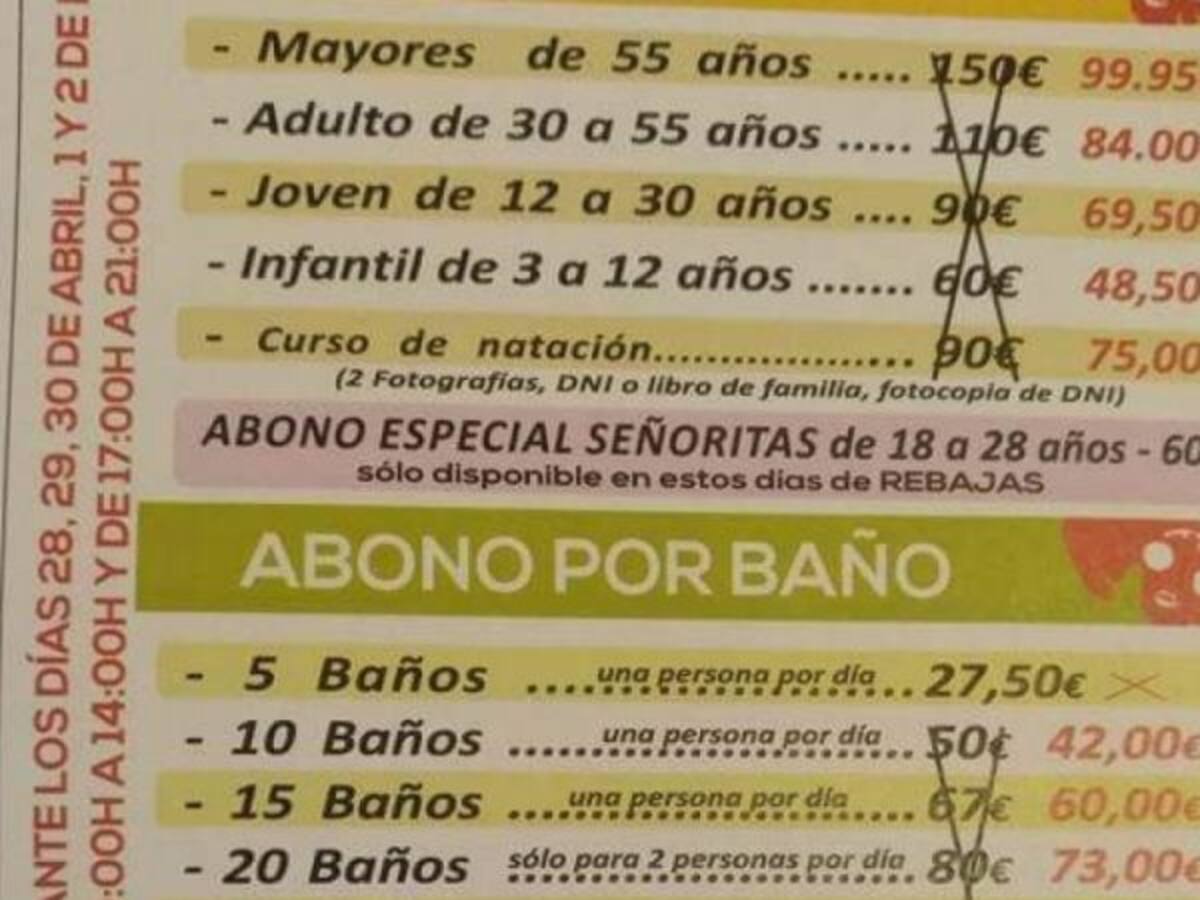 - Mayores de 55 años ..... 150€ 99.95
- Adulto de 30 a 55 años ..... 110€ 84.00
- Joven de 12 a 30 años .... 90€ 69,50
- Infantil de 3 a 12 años ....... 60€ 48,50
- Curso de natación.................... 90€ 75,00
(2 Fotografías, DNI o libro de familia, fotocopia de DNI)
ABONO ESPECIAL SEÑORITAS de 18 a 28 años - 60
sólo disponible en estos días de REBAJAS
ABONO POR BAÑO
- 5 Baños ....una persona por día... 27,50€
- 10 Baños ....una persona por día... 50€ 42,00€
- 15 Baños ....una persona por día... 67€ 60,00€
- 20 Baños sólo para 2 personas por día 80€ 73,00€
ANTE LOS DÍAS 28, 29, 30 DE ABRIL, 1 Y 2 DE
:00H A 14:00H Y DE 17:00H A 21:00H